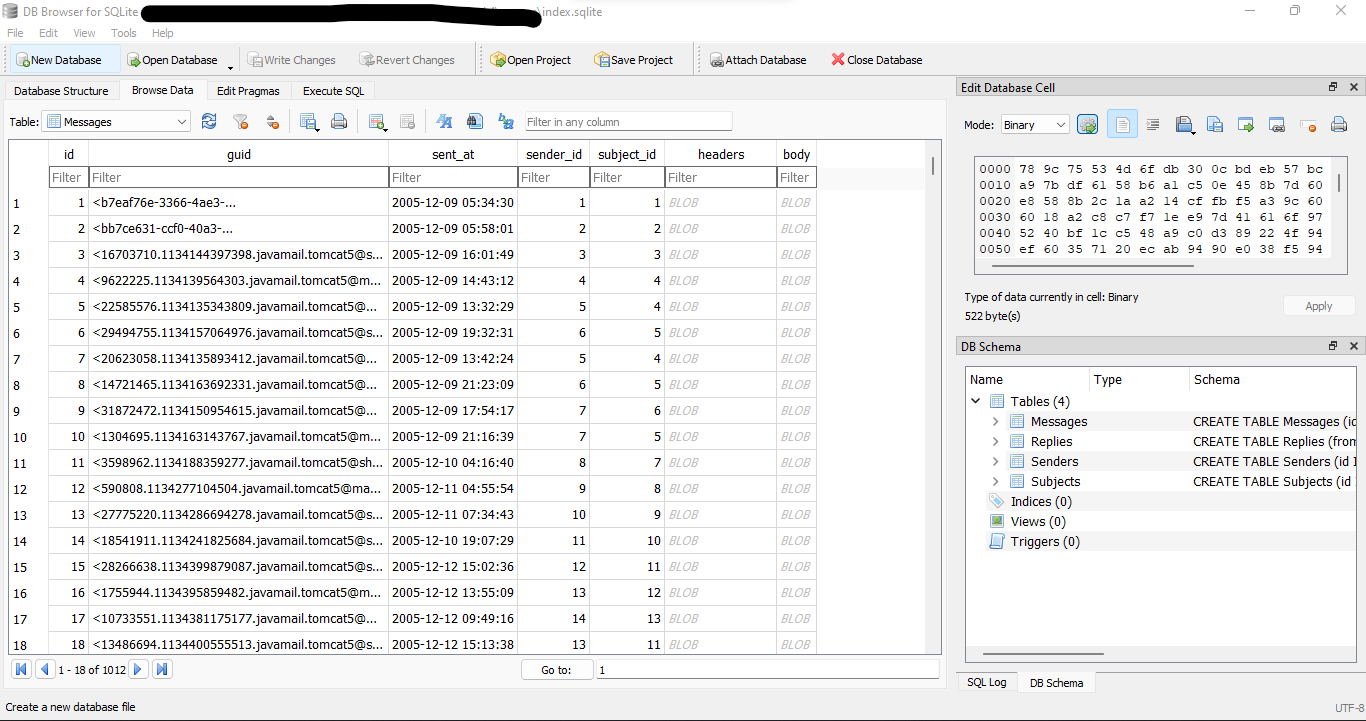 DB Browser for SQLite \index.sqlite
File Edit View Tools Help
New Database Open Database Write Changes Revert Changes Open Project Save Project Attach Database Close Database
Database Structure Browse Data Edit Pragmas Execute SQL
Table: Messages Filter in any column
id guid sent_at sender_id subject_id headers body
Filter Filter Filter Filter Filter Filter Filter
1 1 <b7eaf76e-3366-4ae3-... 2005-12-09 05:34:30 1 1 BLOB BLOB
2 2 <bb7ce631-ccf0-40a3-... 2005-12-09 05:58:01 2 2 BLOB BLOB
3 3 <16703710.1134144397398.javamail.tomcat5@s... 2005-12-09 16:01:49 3 3 BLOB BLOB
4 4 <9622225.1134139564303.javamail.tomcat5@m... 2005-12-09 14:43:12 4 4 BLOB BLOB
5 5 <22585576.1134135343809.javamail.tomcat5@... 2005-12-09 13:32:29 5 4 BLOB BLOB
6 6 <29494755.1134157064976.javamail.tomcat5@s... 2005-12-09 19:32:31 6 5 BLOB BLOB
7 7 <20623058.1134135893412.javamail.tomcat5@... 2005-12-09 13:42:24 5 4 BLOB BLOB
8 8 <14721465.1134163692331.javamail.tomcat5@... 2005-12-09 21:23:09 6 5 BLOB BLOB
9 9 <31872472.1134150954615.javamail.tomcat5@... 2005-12-09 17:54:17 7 6 BLOB BLOB
10 10 <1304695.1134163143767.javamail.tomcat5@m... 2005-12-09 21:16:39 7 5 BLOB BLOB
11 11 <3598962.1134188359277.javamail.tomcat5@sh... 2005-12-10 04:16:40 8 7 BLOB BLOB
12 12 <590808.1134277104504.javamail.tomcat5@ma... 2005-12-11 04:55:54 9 8 BLOB BLOB
13 13 <27775220.1134286694278.javamail.tomcat5@s... 2005-12-11 07:34:43 10 9 BLOB BLOB
14 14 <18541911.1134241825684.javamail.tomcat5@s... 2005-12-10 19:07:29 11 10 BLOB BLOB
15 15 <28266638.1134399879087.javamail.tomcat5@s... 2005-12-12 15:02:36 12 11 BLOB BLOB
16 16 <1755944.1134395859482.javamail.tomcat5@m... 2005-12-12 13:55:09 13 12 BLOB BLOB
17 17 <10733551.1134381175177.javamail.tomcat5@... 2005-12-12 09:49:16 14 13 BLOB BLOB
18 18 <13486694.1134400555513.javamail.tomcat5@s... 2005-12-12 15:13:38 13 11 BLOB BLOB
1 - 18 of 1012 Go to: 1
Edit Database Cell
Mode: Binary
0000 78 9c 75 53 4d 6f db 30 0c bd eb 57 bc
0010 a9 7b df 61 58 b6 a1 c5 0e 45 8b 7d 60
0020 e8 58 8b 2c 1a a2 14 cf fb f5 a3 9c 60
0030 60 18 a2 c8 c7 f7 1e e9 7d 41 61 6f 97
0040 52 40 bf 1c c5 48 a9 c0 d3 89 22 4f 94
0050 ef 60 35 71 20 ec ab 94 90 e0 38 f5 94
Type of data currently in cell: Binary
522 byte(s)
Apply
DB Schema
Name Type Schema
Tables (4)
Messages CREATE TABLE Messages (id
Replies CREATE TABLE Replies (from
Senders CREATE TABLE Senders (id I
Subjects CREATE TABLE Subjects (id
Indices (0)
Views (0)
Triggers (0)
SQL Log DB Schema
Create a new database file UTF-8